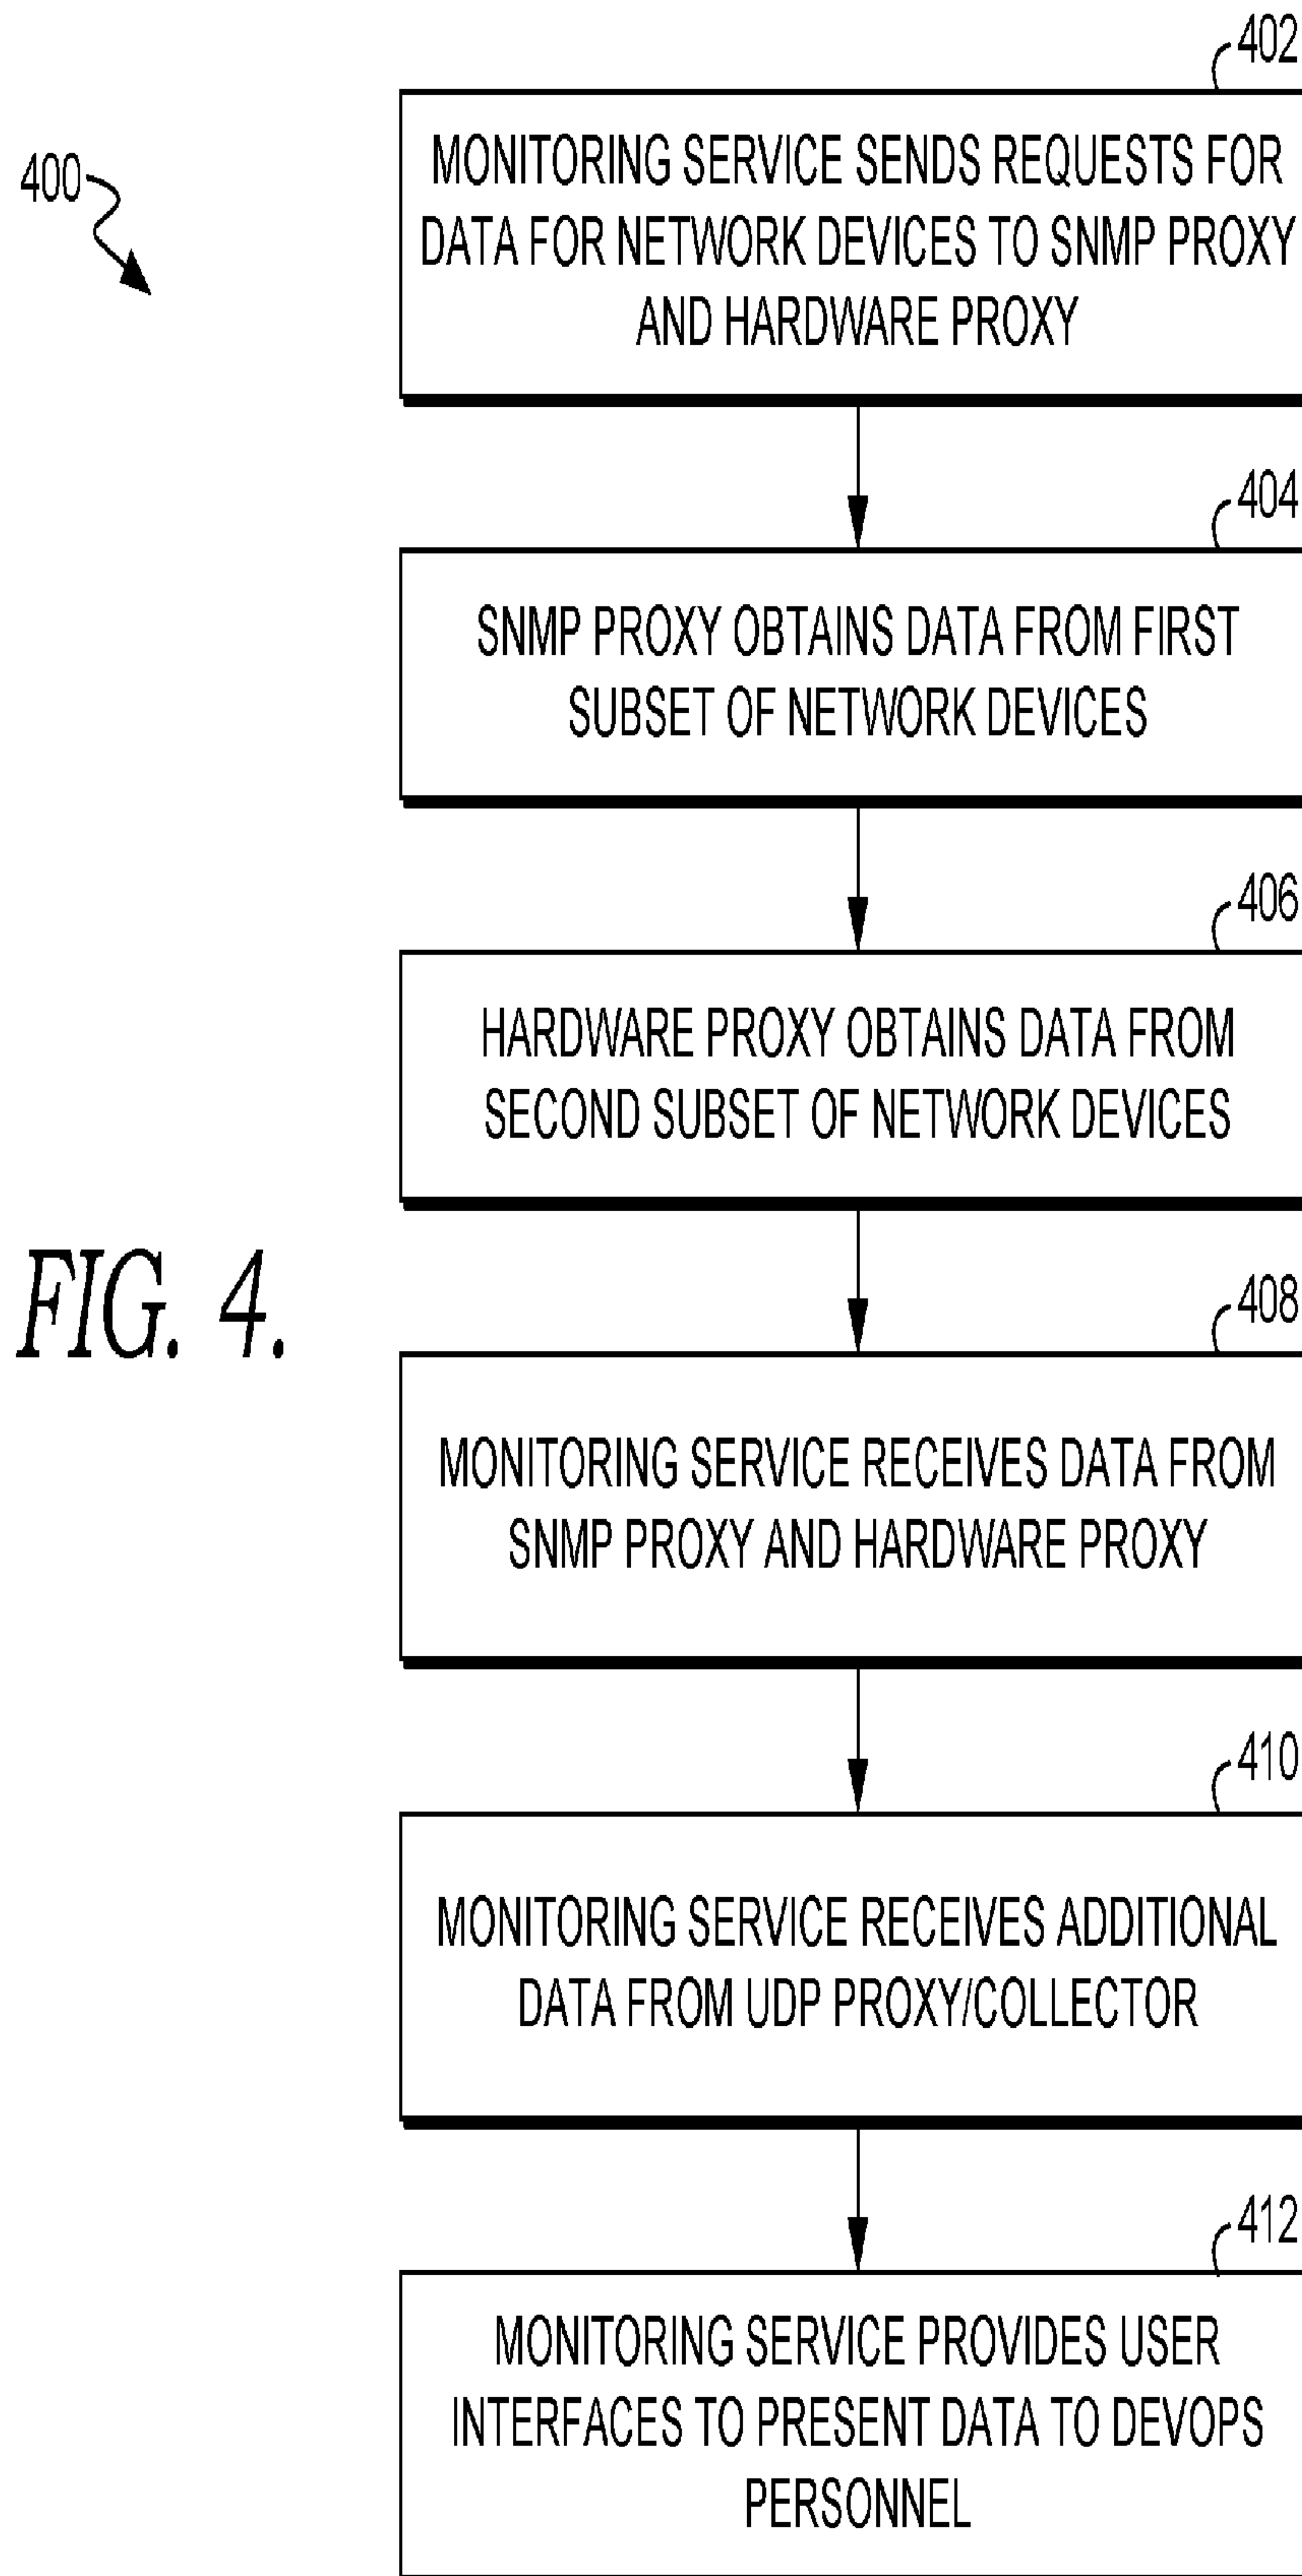 402
400
MONITORING SERVICE SENDS REQUESTS FOR
DATA FOR NETWORK DEVICES TO SNMP PROXY
AND HARDWARE PROXY
404
SNMP PROXY OBTAINS DATA FROM FIRST
SUBSET OF NETWORK DEVICES
406
HARDWARE PROXY OBTAINS DATA FROM
SECOND SUBSET OF NETWORK DEVICES
FIG. 4.
408
MONITORING SERVICE RECEIVES DATA FROM
SNMP PROXY AND HARDWARE PROXY
410
MONITORING SERVICE RECEIVES ADDITIONAL
DATA FROM UDP PROXY/COLLECTOR
412
MONITORING SERVICE PROVIDES USER
INTERFACES TO PRESENT DATA TO DEVOPS
PERSONNEL